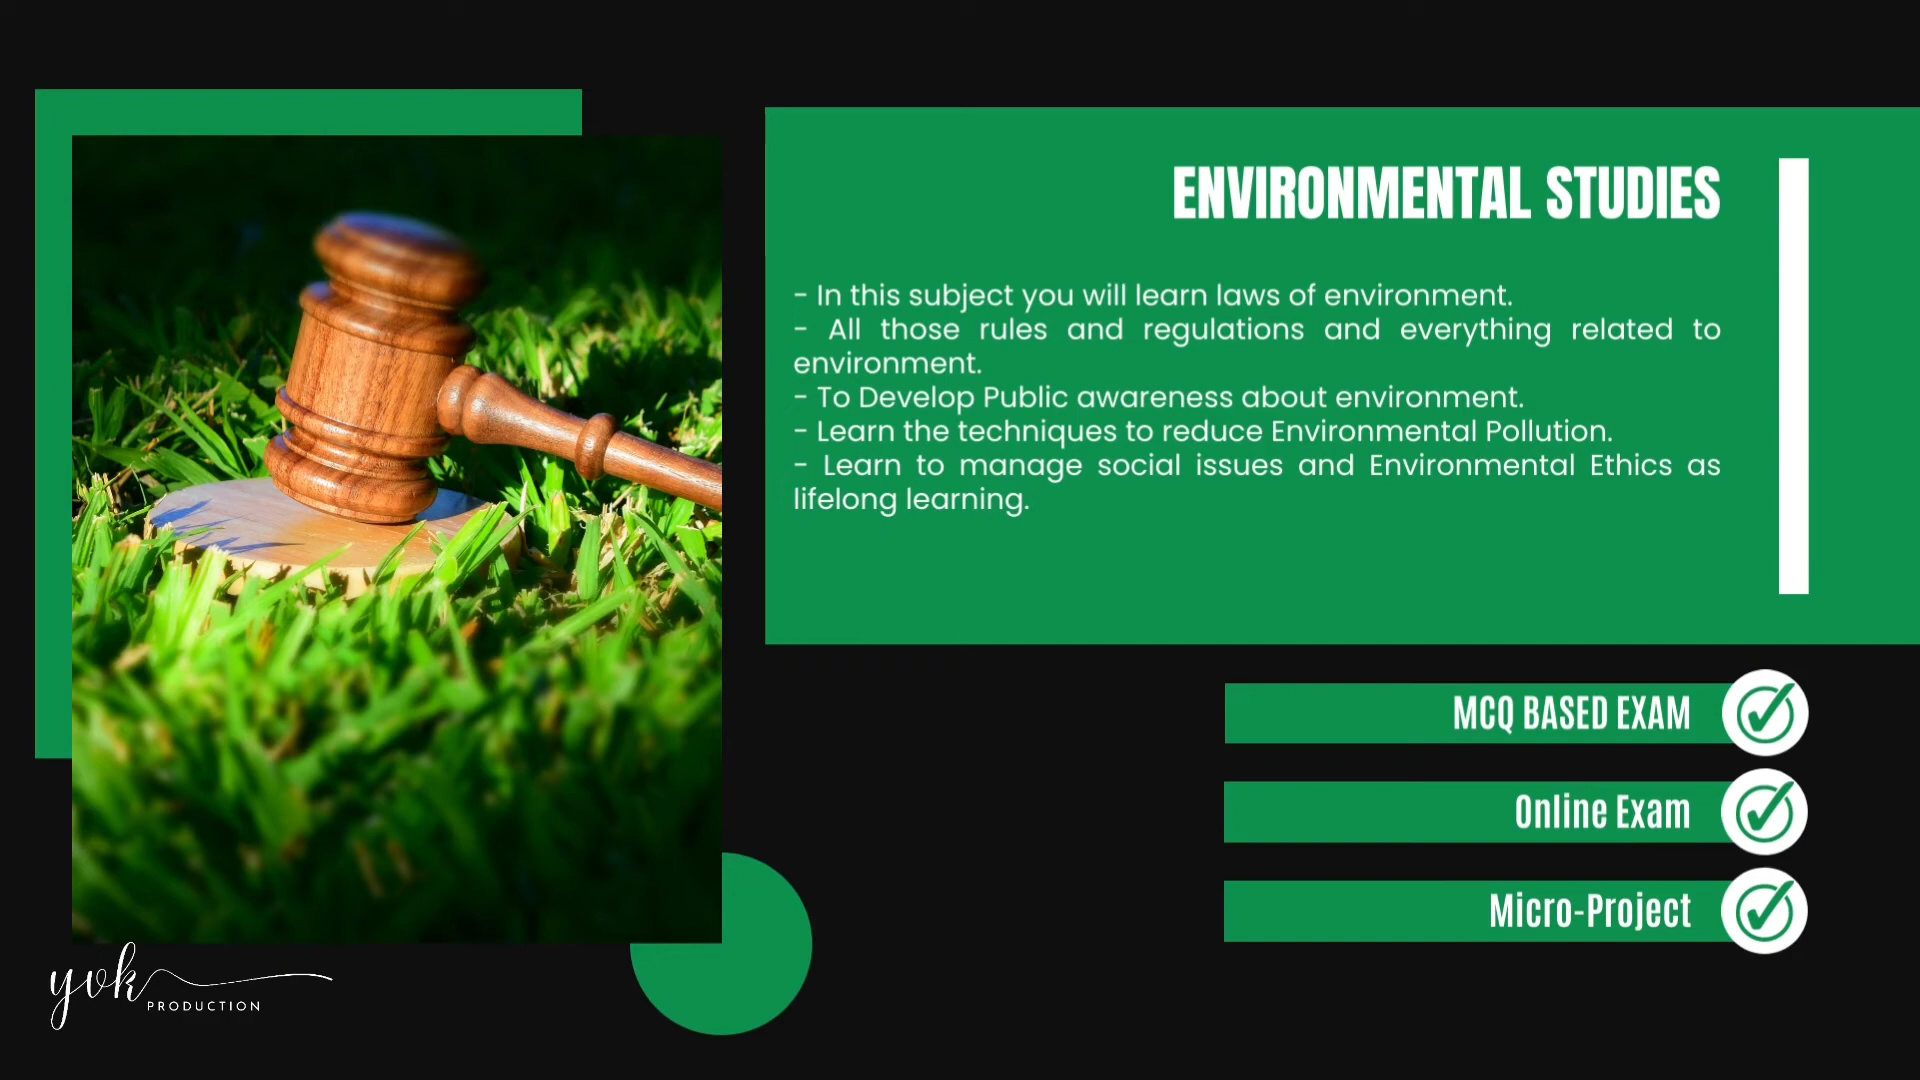 ENVIRONMENTAL STUDIES
- In this subject you will learn laws of environment.
- All those rules and regulations and everything related to
environment.
- To Develop Public awareness about environment.
- Learn the techniques to reduce Environmental Pollution.
- Learn to manage social issues and Environmental Ethics as
lifelong learning.
MCQ BASED EXAM
Online Exam
Micro-Project
yvk
PRODUCTION